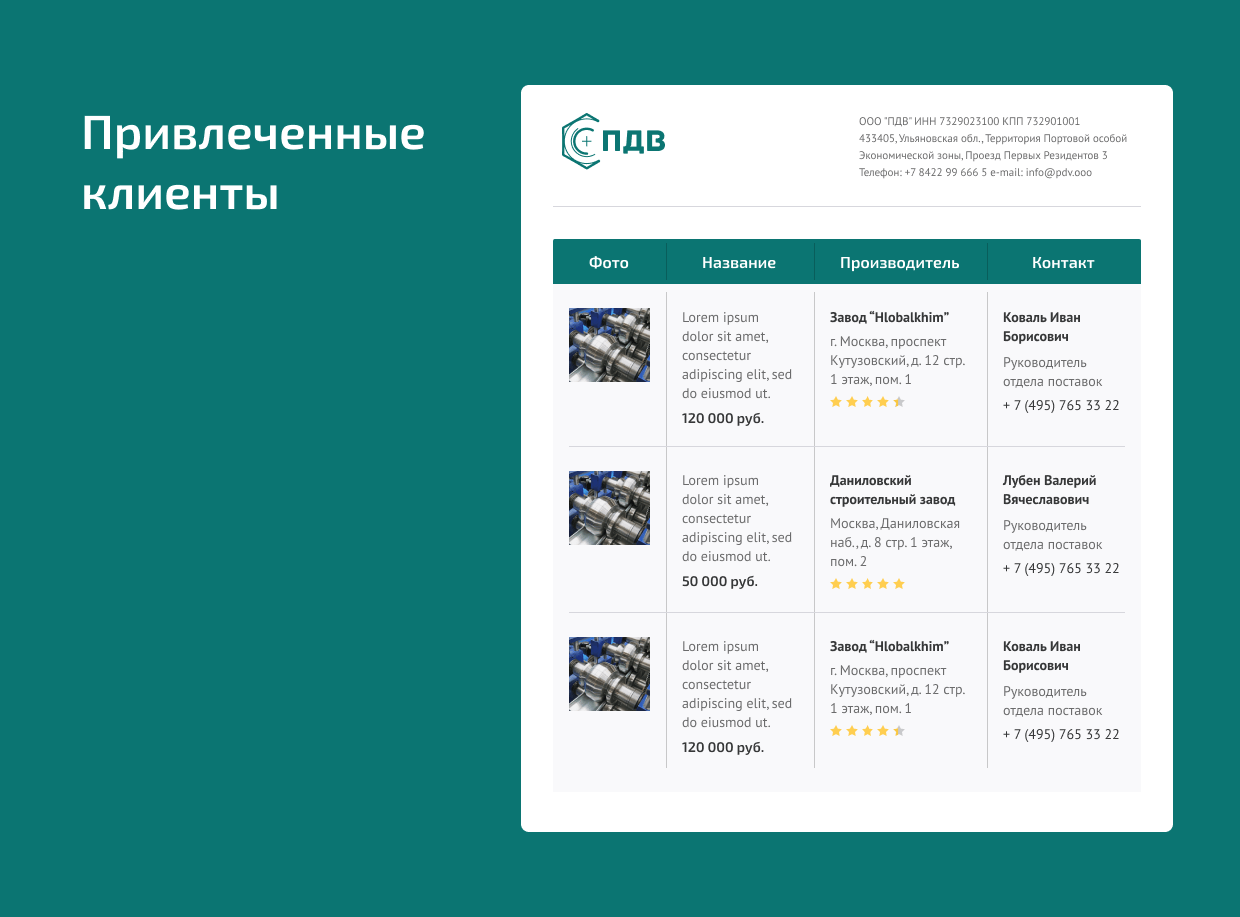 Привлеченные
клиенты
ПДВ
ООО "ПДВ" ИНН 7329023100 КПП 732901001
433405, Ульяновская обл., Территория Портовой особой
Экономической зоны, Проезд Первых Резидентов 3
Телефон: +7 8422 99 666 5 e-mail: info@pdv.ooo
Фото
Название
Производитель
Контакт
Lorem ipsum
dolor sit amet,
consectetur
adipiscing elit, sed
do eiusmod ut.
120 000 руб.
Завод “Hlobalkhim”
г. Москва, проспект
Кутузовский, д. 12 стр.
1 этаж, пом. 1
Коваль Иван
Борисович
Руководитель
отдела поставок
+ 7 (495) 765 33 22
Lorem ipsum
dolor sit amet,
consectetur
adipiscing elit, sed
do eiusmod ut.
50 000 руб.
Даниловский
строительный завод
Москва, Даниловская
наб., д. 8 стр. 1 этаж,
пом. 2
Лубен Валерий
Вячеславович
Руководитель
отдела поставок
+ 7 (495) 765 33 22
Lorem ipsum
dolor sit amet,
consectetur
adipiscing elit, sed
do eiusmod ut.
120 000 руб.
Завод “Hlobalkhim”
г. Москва, проспект
Кутузовский, д. 12 стр.
1 этаж, пом. 1
Коваль Иван
Борисович
Руководитель
отдела поставок
+ 7 (495) 765 33 22